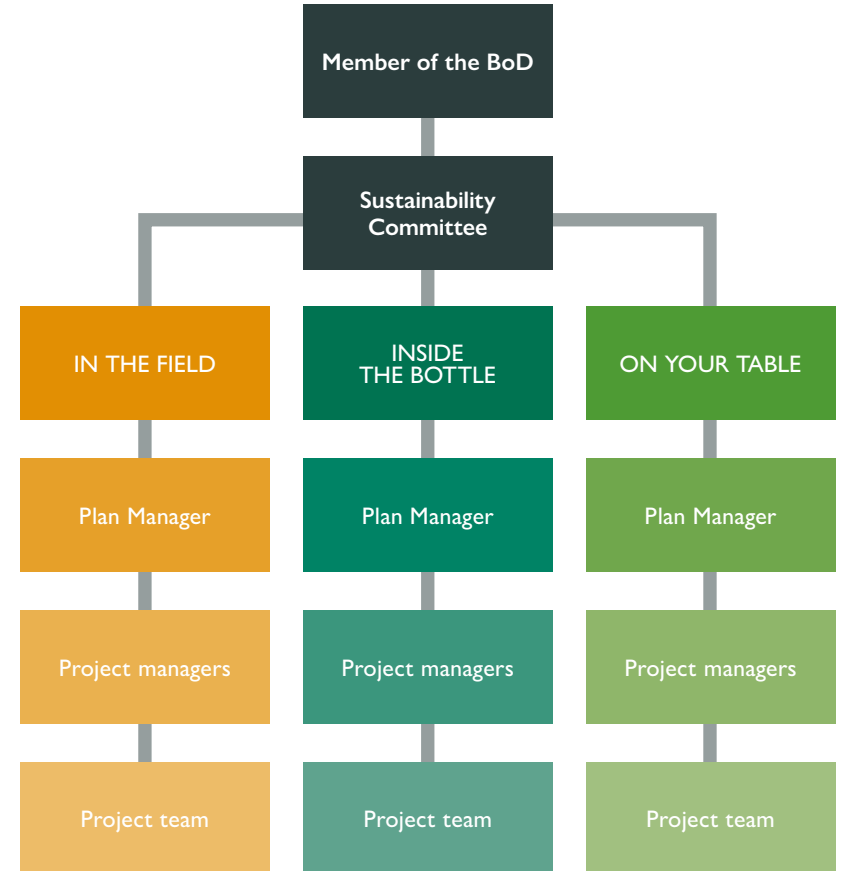 Member of the BoD
Sustainability
Committee
IN THE FIELD
INSIDE
THE BOTTLE
ON YOUR TABLE
Plan Manager
Plan Manager
Plan Manager
Project managers
Project managers
Project managers
Project team
Project team
Project team